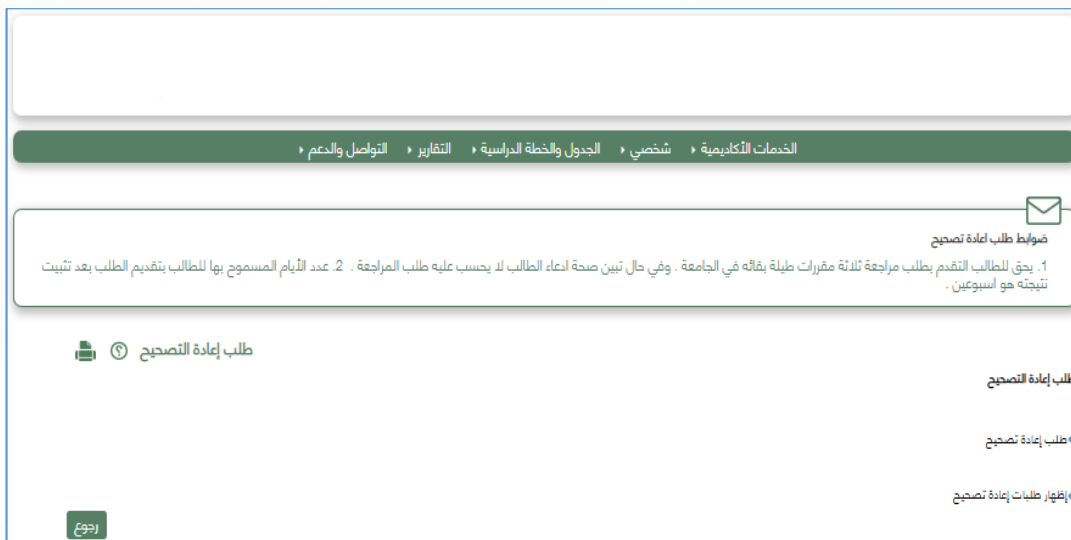 الخدمات الأكاديمية شخصي الجدول والخطة الدراسية التقارير التواصل والدعم
ضوابط طلب اعادة تصحيح
1. يحق للطالب التقدم بطلب مراجعة ثلاثة مقررات طيلة بقائه في الجامعة . وفي حال تبين صحة ادعاء الطالب لا يحسب عليه طلب المراجعة . 2. عدد الأيام المسموح بها للطالب بتقديم الطلب بعد تثبيت
نتيجته هو اسبوعين .
طلب إعادة التصحيح
طلب إعادة التصحيح
طلب إعادة تصحيح
إظهار طلبات إعادة تصحيح
رجوع